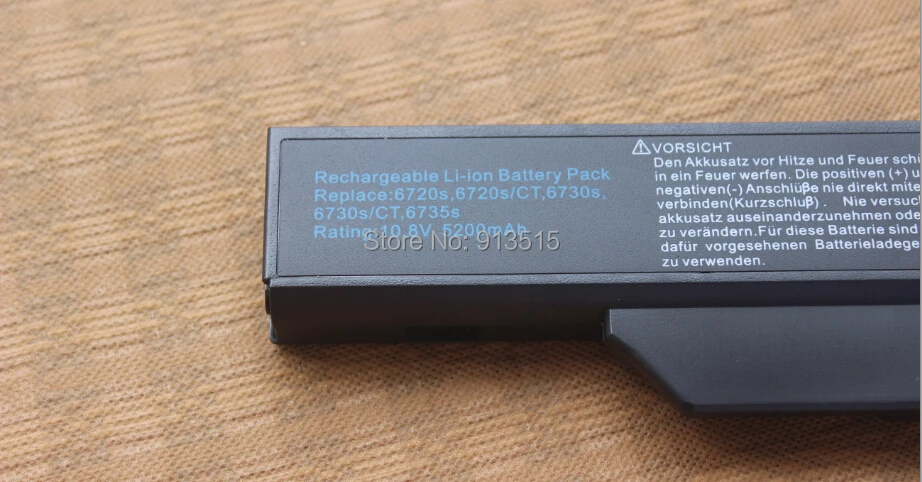 Rechargeable Li-ion Battery Pack
Replace:6720s,6720s/CT,6730s,
6730s/CT,6735s
Rating:10.8V 5200mAh
Store No: 913515
⚠VORSICHT
Den Akkusatz vor Hitze und Feuer
in ein Feuer werfen. Die positiven (+)
negativen(-) Anschlüße nie direkt
verbinden(Kurzschluß). Nie
akkusatz auseinanderzunehmen
zu verändern.Für diese Batterie sind
dafür vorgesehenen
zu verwenden.